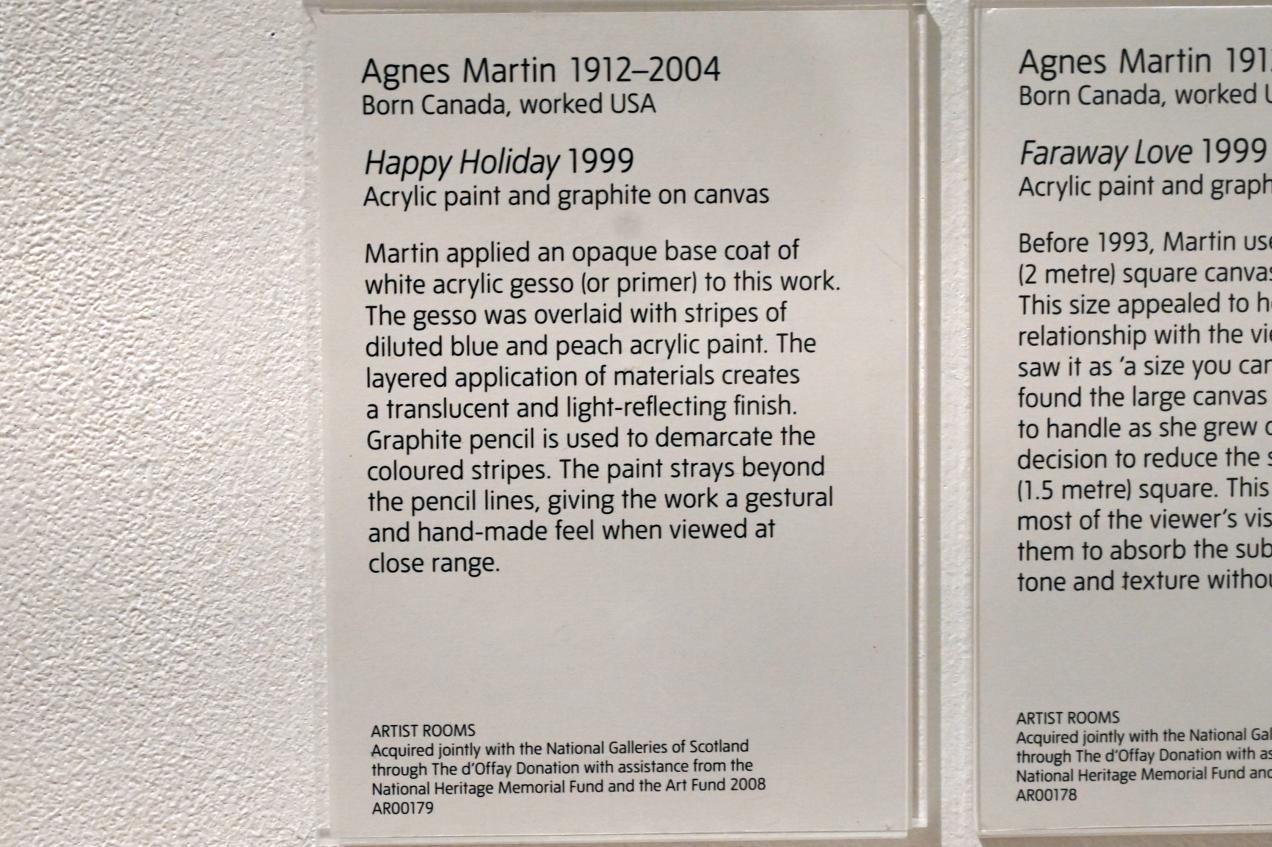 Agnes Martin 1912–2004
Born Canada, worked USA
Happy Holiday 1999
Acrylic paint and graphite on canvas
Martin applied an opaque base coat of
white acrylic gesso (or primer) to this work.
The gesso was overlaid with stripes of
diluted blue and peach acrylic paint. The
layered application of materials creates
a translucent and light-reflecting finish.
Graphite pencil is used to demarcate the
coloured stripes. The paint strays beyond
the pencil lines, giving the work a gestural
and hand-made feel when viewed at
close range.
ARTIST ROOMS
Acquired jointly with the National Galleries of Scotland
through The d'Offay Donation with assistance from the
National Heritage Memorial Fund and the Art Fund 2008
AR00179
Agnes Martin
Born Canada, worked
Faraway Love 1999
Acrylic paint and
Before 1993, Martin
(2 metre) square
This size appealed to
relationship with the
saw it as 'a size you
found the large canvas
to handle as she grew
decision to reduce the
(1.5 metre) square. This
most of the viewer's
them to absorb the
tone and texture
ARTIST ROOMS
Acquired jointly with the National
through The d'Offay Donation with
National Heritage Memorial Fund
AR00178